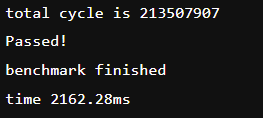 total cycle is 213507907
Passed!
benchmark finished
time 2162.28ms